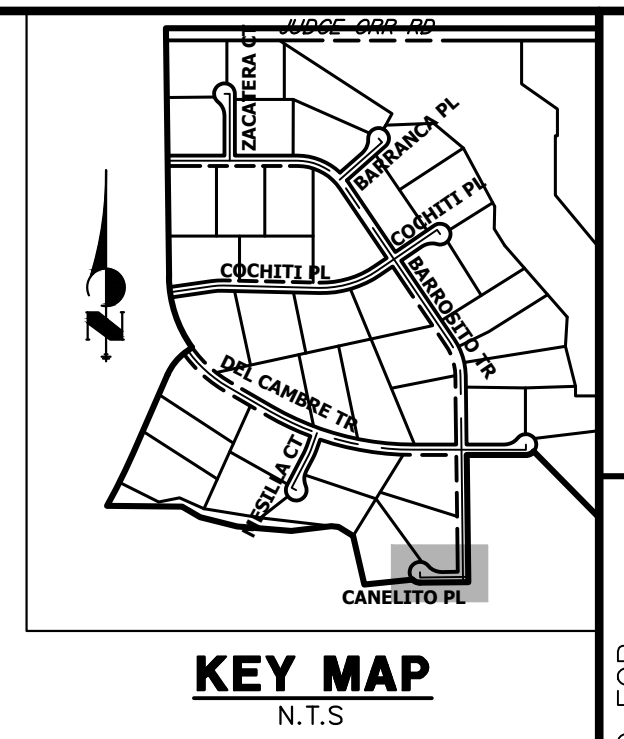 JUDGE ORR RD
ZACATERA CT
BARRANCA PL
COCHITI PL
COCHITI PL
BARROSITO TR
DEL CAMBRE TR
MESILLA CT
CANELITO PL
N
KEY MAP
N.T.S
FOR